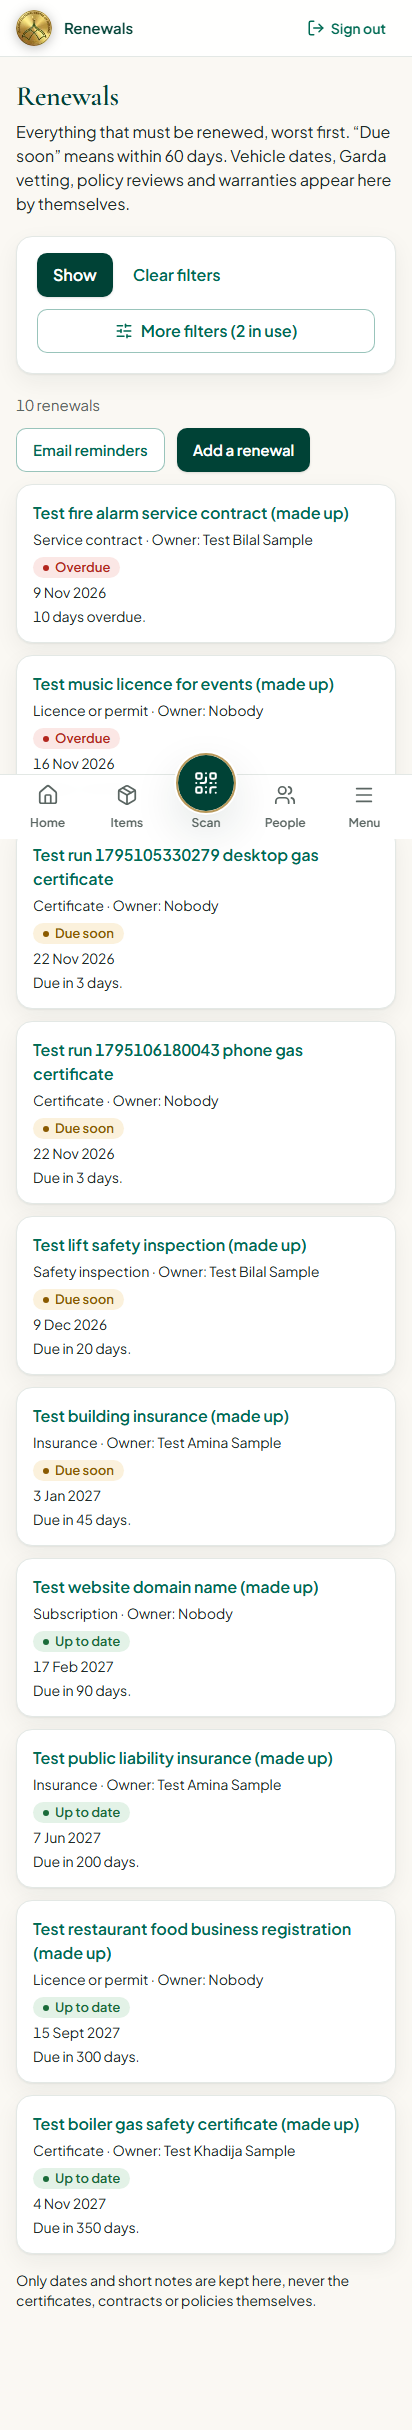 Renewals
Sign out
Renewals
Everything that must be renewed, worst first. “Due
soon” means within 60 days. Vehicle dates, Garda
vetting, policy reviews and warranties appear here
by themselves.
Show
Clear filters
More filters (2 in use)
10 renewals
Email reminders
Add a renewal
Test fire alarm service contract (made up)
Service contract · Owner: Test Bilal Sample
Overdue
9 Nov 2026
10 days overdue.
Test music licence for events (made up)
Licence or permit · Owner: Nobody
Overdue
16 Nov 2026
Home
Items
Scan
People
Menu
Test run 1795105330279 desktop gas
certificate
Certificate · Owner: Nobody
Due soon
22 Nov 2026
Due in 3 days.
Test run 1795106180043 phone gas
certificate
Certificate · Owner: Nobody
Due soon
22 Nov 2026
Due in 3 days.
Test lift safety inspection (made up)
Safety inspection · Owner: Test Bilal Sample
Due soon
9 Dec 2026
Due in 20 days.
Test building insurance (made up)
Insurance · Owner: Test Amina Sample
Due soon
3 Jan 2027
Due in 45 days.
Test website domain name (made up)
Subscription · Owner: Nobody
Up to date
17 Feb 2027
Due in 90 days.
Test public liability insurance (made up)
Insurance · Owner: Test Amina Sample
Up to date
7 Jun 2027
Due in 200 days.
Test restaurant food business registration
(made up)
Licence or permit · Owner: Nobody
Up to date
15 Sept 2027
Due in 300 days.
Test boiler gas safety certificate (made up)
Certificate · Owner: Test Khadija Sample
Up to date
4 Nov 2027
Due in 350 days.
Only dates and short notes are kept here, never the
certificates, contracts or policies themselves.